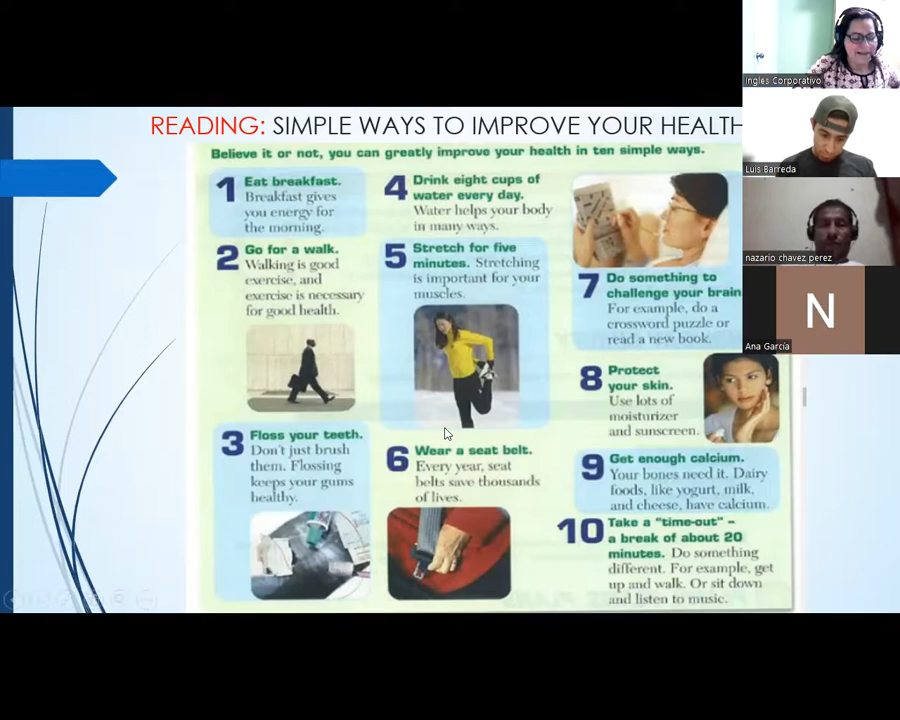 READING: SIMPLE WAYS TO IMPROVE YOUR HEALTH
Believe it or not, you can greatly improve your health in ten simple ways.
1 Eat breakfast.
Breakfast gives
you energy for
the morning.
2 Go for a walk.
Walking is good
exercise, and
exercise is necessary
for good health.
3 Floss your teeth.
Don't just brush
them. Flossing
keeps your gums
healthy.
4 Drink eight cups of
water every day.
Water helps your body
in many ways.
5 Stretch for five
minutes. Stretching
is important for your
muscles.
6 Wear a seat belt.
Every year, seat
belts save thousands
of lives.
7 Do something to
challenge your brain
For example, do a
crossword puzzle or
read a new book.
8 Protect
your skin.
Use lots of
moisturizer
and sunscreen.
9 Get enough calcium.
Your bones need it. Dairy
foods, like yogurt, milk,
and cheese, have calcium.
10 Take a "time-out" –
a break of about 20
minutes. Do something
different. For example, get
up and walk. Or sit down
and listen to music.
Ingles Corporativo
Luis Barreda
nazario chavez perez
N
Ana García